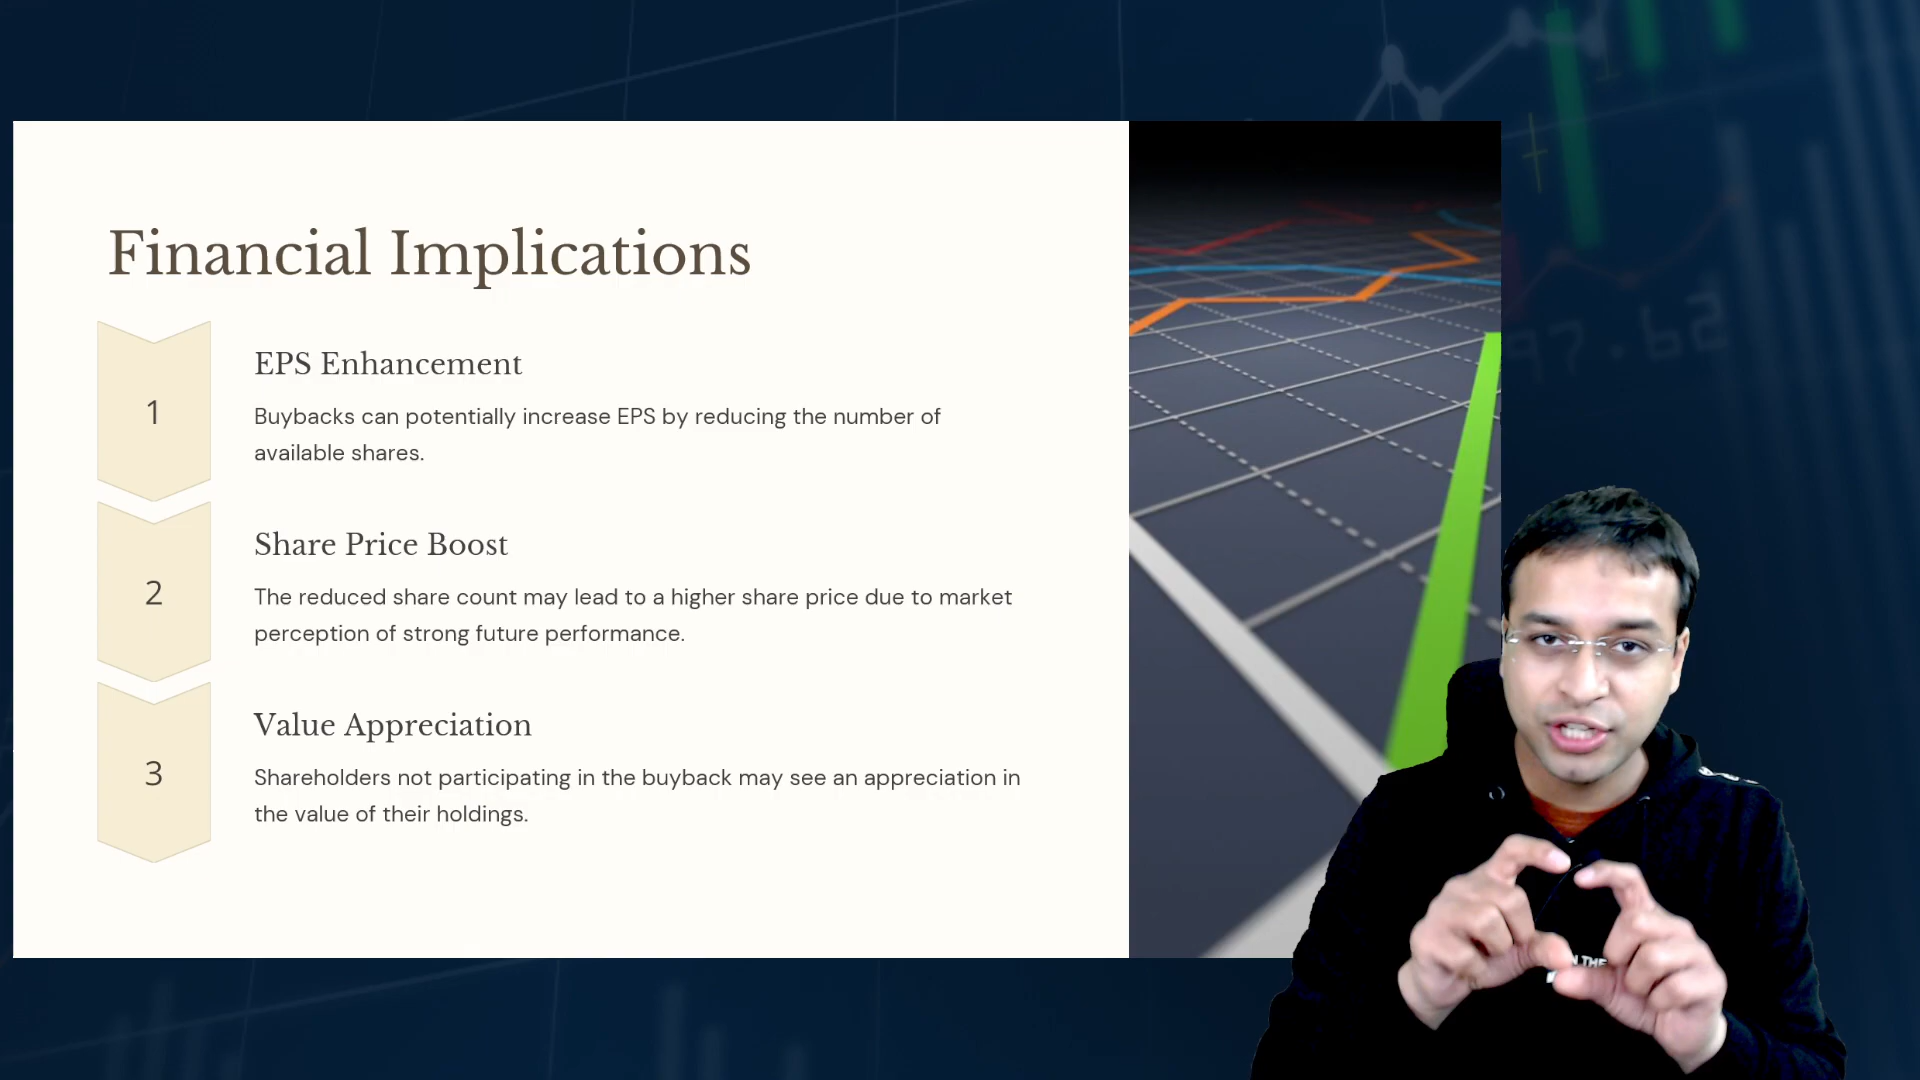 Financial Implications
1
EPS Enhancement
Buybacks can potentially increase EPS by reducing the number of
available shares.
2
Share Price Boost
The reduced share count may lead to a higher share price due to market
perception of strong future performance.
3
Value Appreciation
Shareholders not participating in the buyback may see an appreciation in
the value of their holdings.
97.62
THE